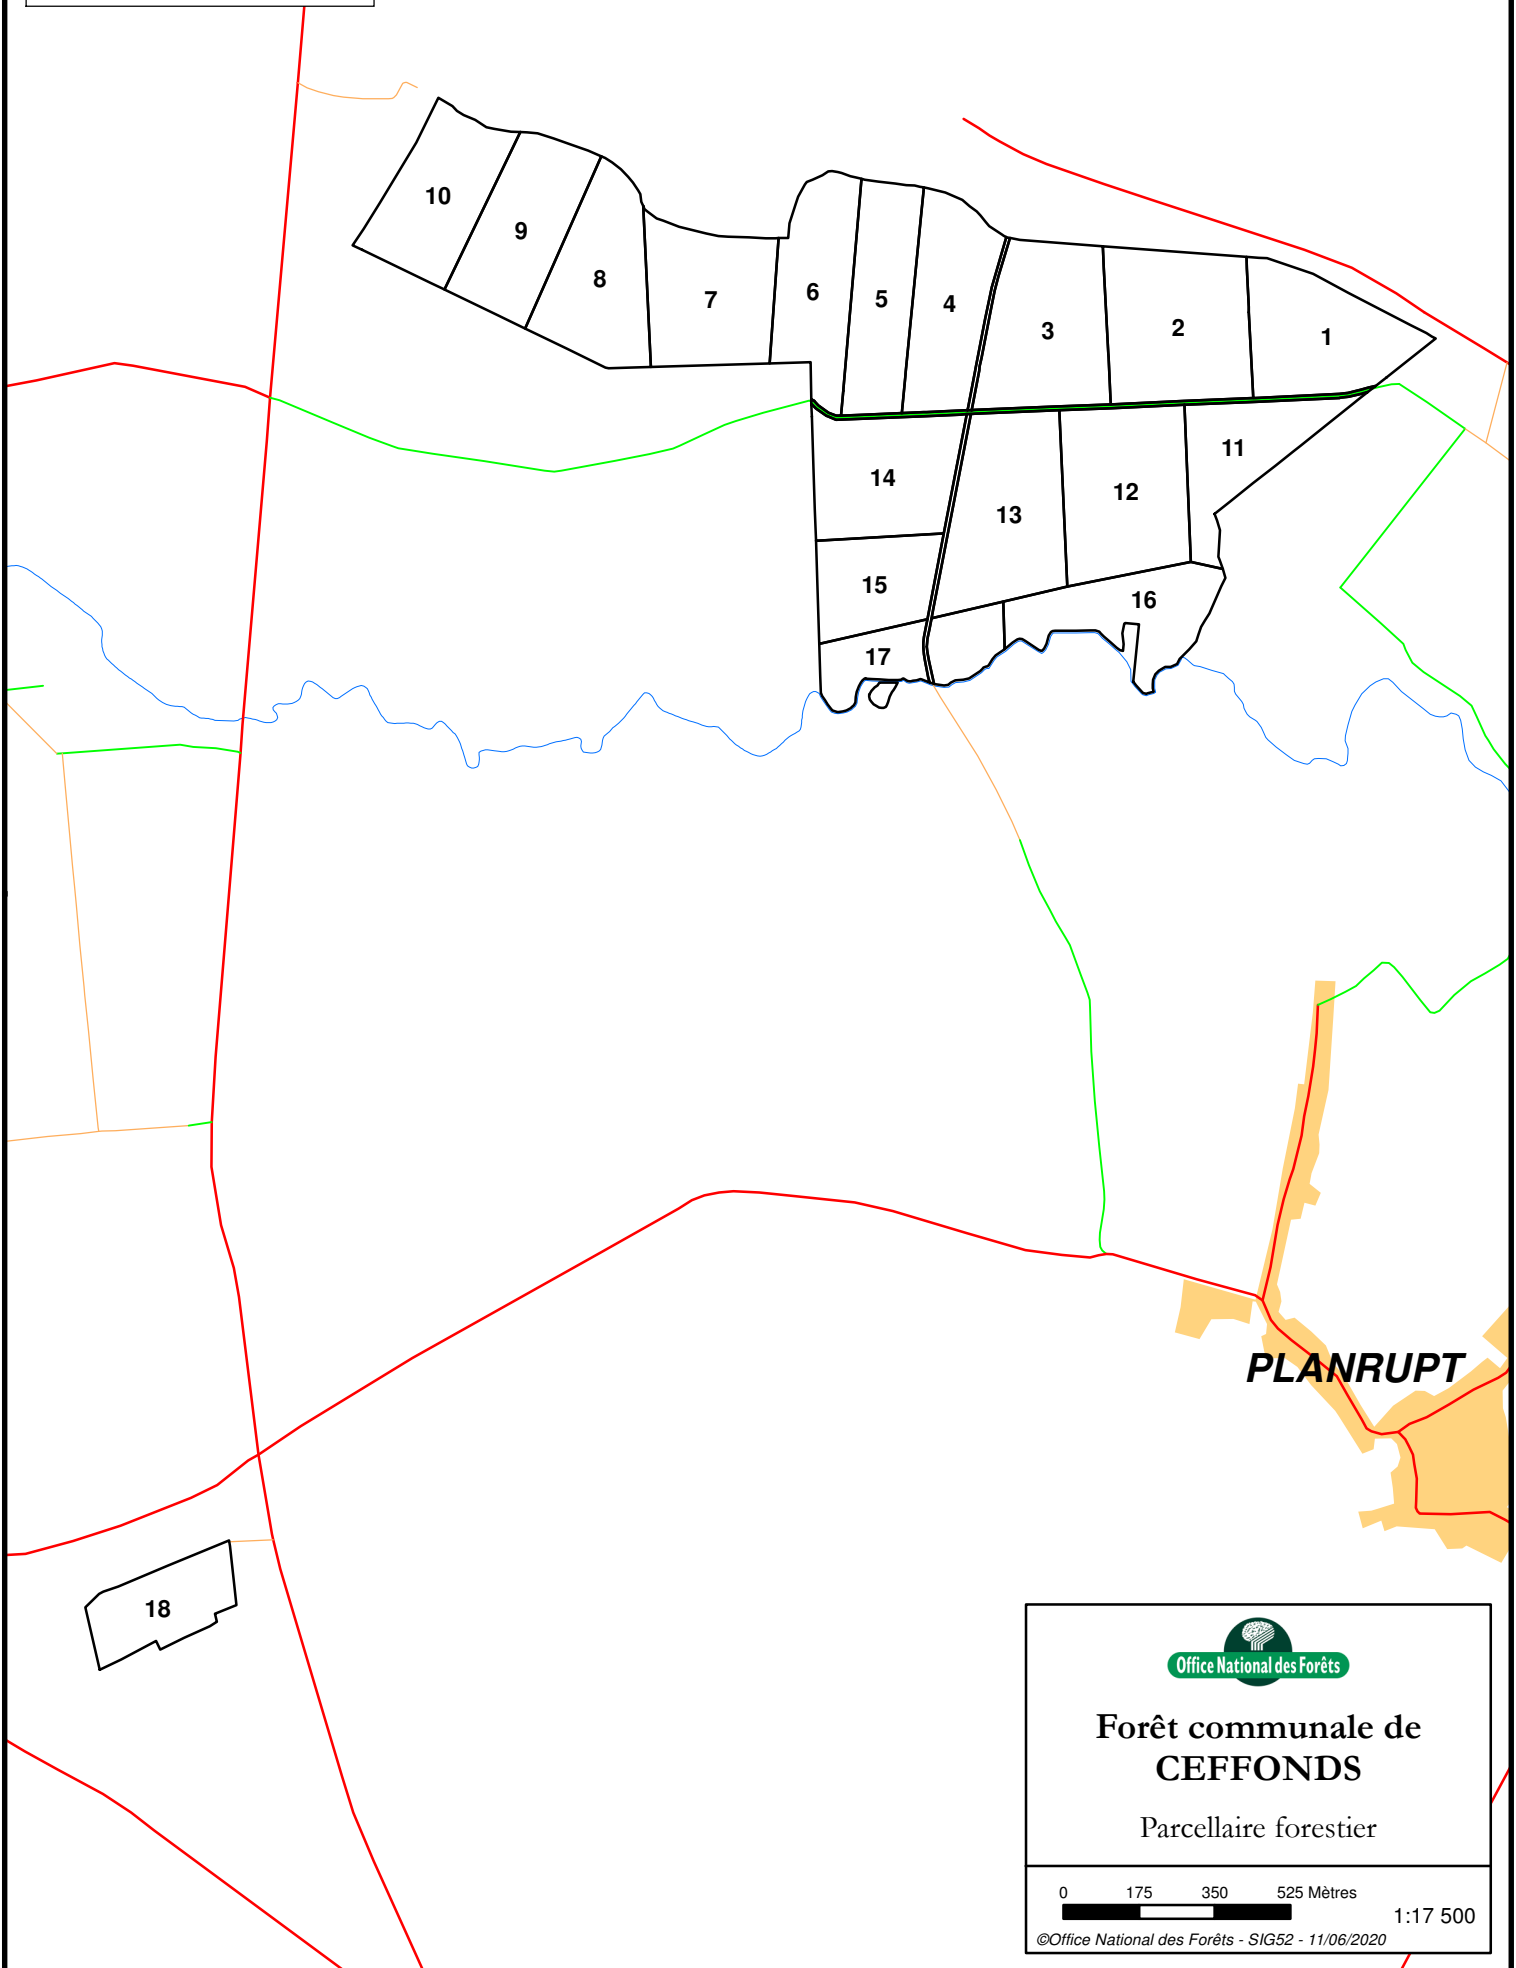 10
9
8
7
6
5
4
3
2
1
11
14
12
13
15
16
17
PLANRUPT
18
Office National des Forêts
Forêt communale de
CEFFONDS
Parcellaire forestier
0 175 350 525 Mètres
1:17 500
©Office National des Forêts - SIG52 - 11/06/2020